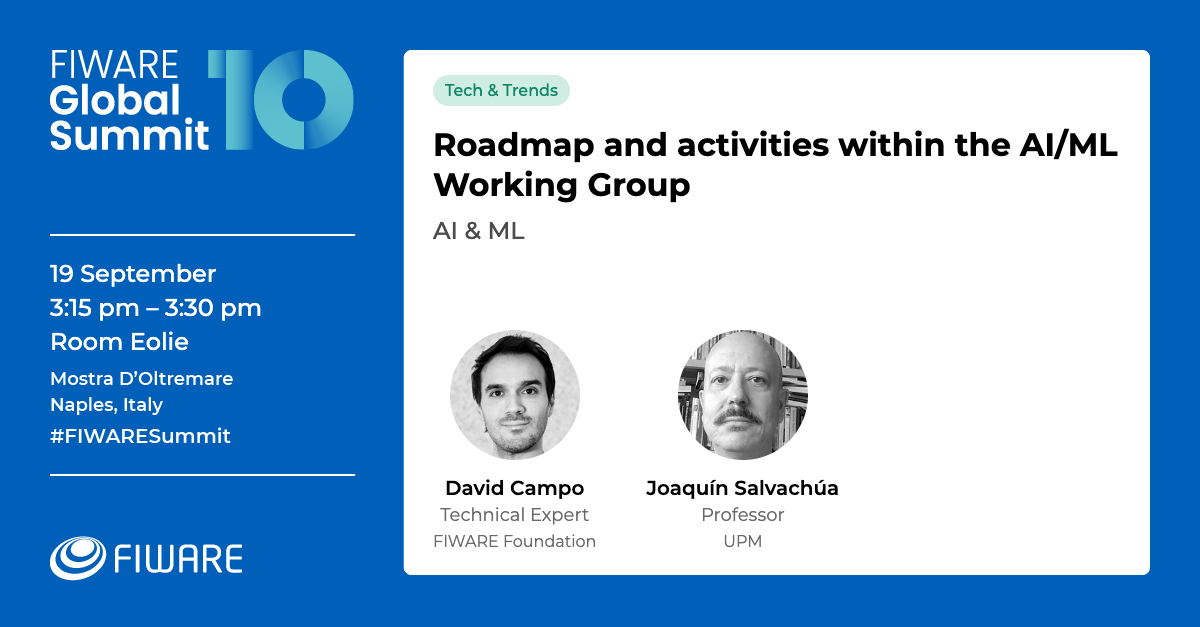 FIWARE
Global
Summit
10
19 September
3:15 pm – 3:30 pm
Room Eolie
Mostra D’Oltremare
Naples, Italy
#FIWARESummit
FIWARE
Tech & Trends
Roadmap and activities within the AI/ML
Working Group
AI & ML
David Campo
Technical Expert
FIWARE Foundation
Joaquín Salvachúa
Professor
UPM